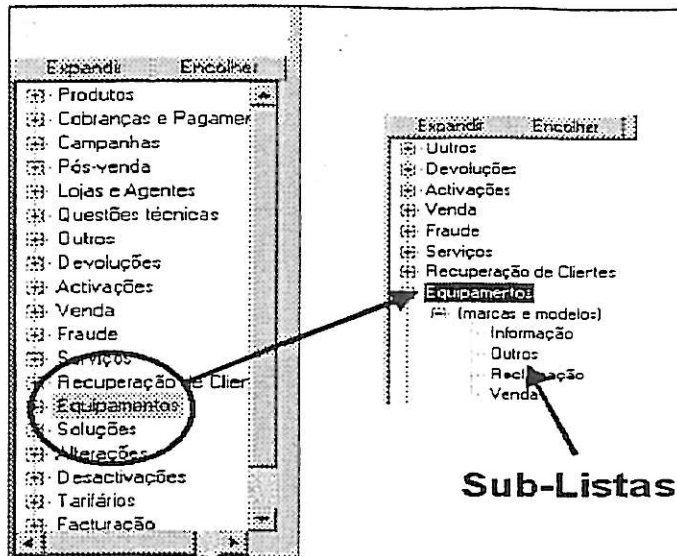 Expandir Encolher
Produtos
Cobranças e Pagamer
Campanhas
Pós-venda
Lojas e Agentes
Questões técnicas
Outros
Devoluções
Activações
Venda
Fraude
Serviços
Recuperação de Clier
Equipamentos
Soluções
Alterações
Desactivações
Tarifários
Facturação
Expandir Encolher
Outros
Devoluções
Activações
Venda
Fraude
Serviços
Recuperação de Clientes
Equipamentos
(marcas e modelos)
Informação
Outros
Reclamação
Venda
Sub-Listas